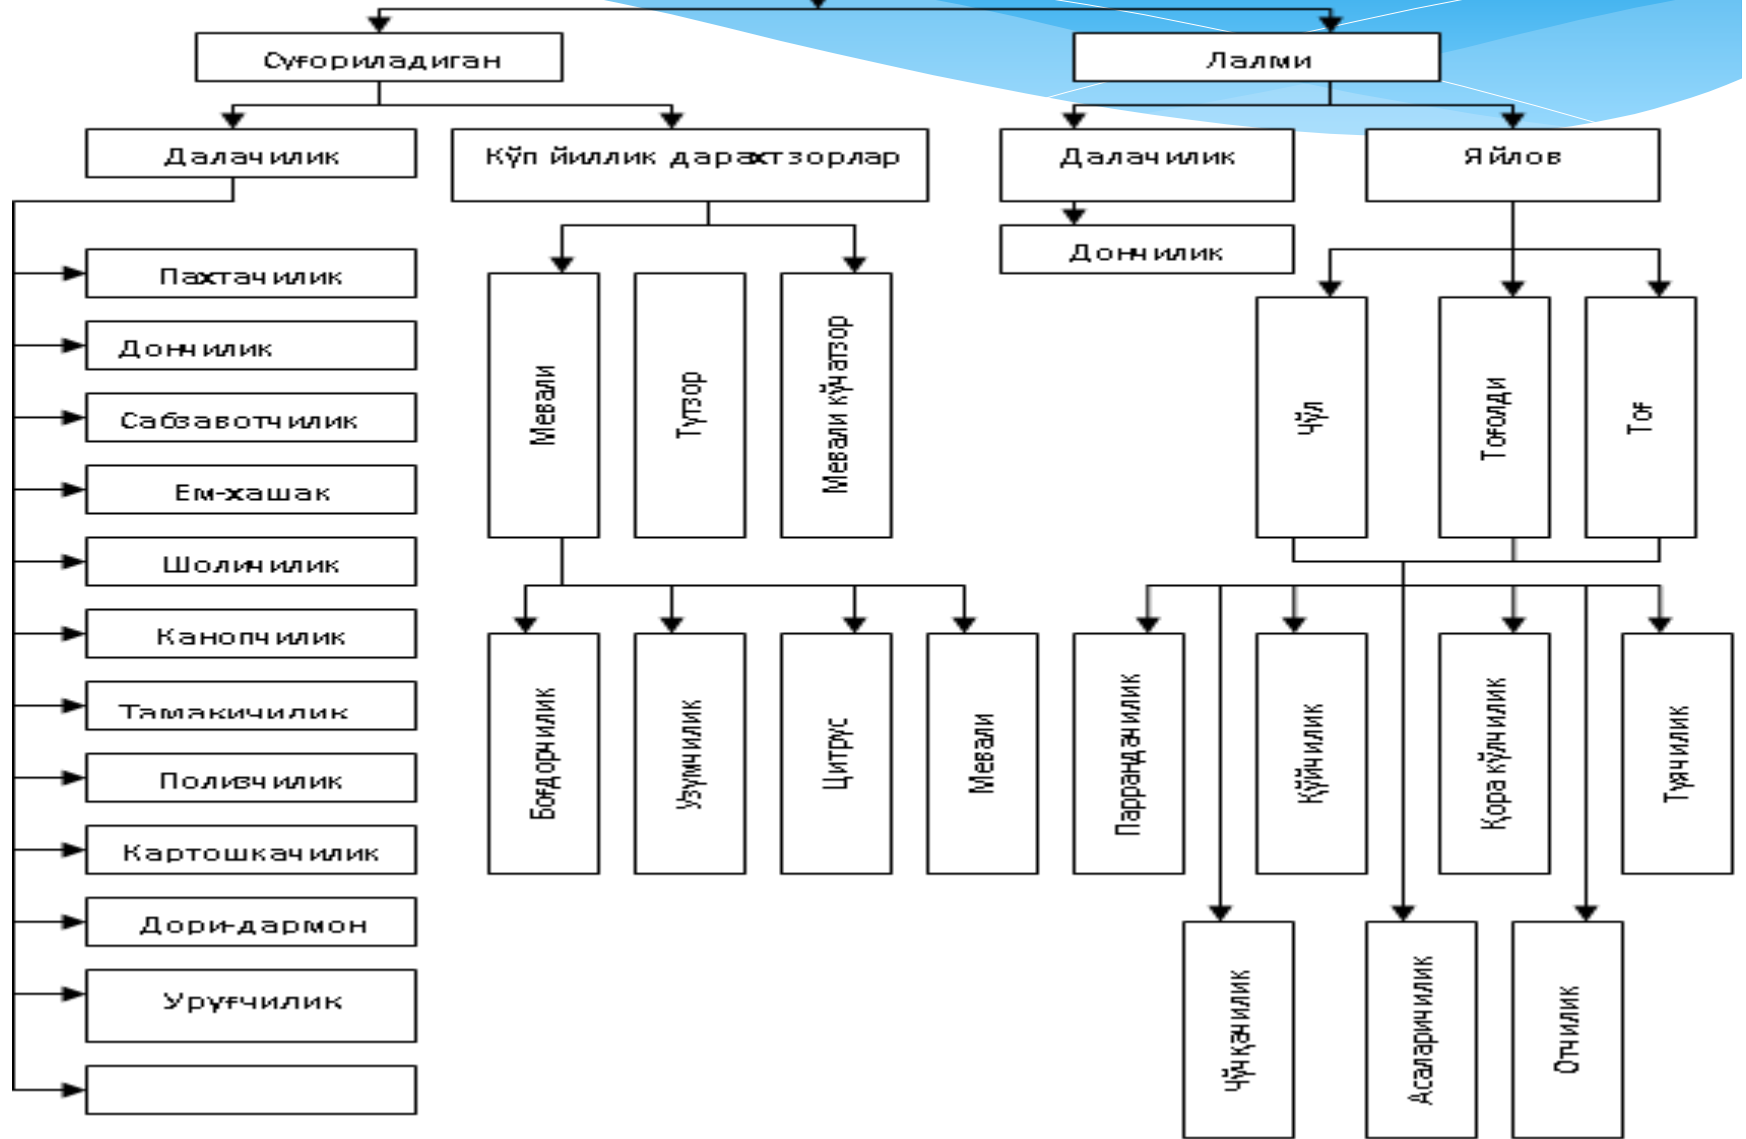 Суғориладиган
Лалми
Далачилик
Кўп йиллик дарахтзорлар
Далачилик
Яйлов
Дончилик
Пахтачилик
Дончилик
Сабзавотчилик
Ем-хашак
Шоличилик
Канопчилик
Тамакичилик
Полизчилик
Картошкачилик
Дори-дармон
Уруғчилик
Мевали
Тутзор
Мевали кўчатзор
Чўл
Тоғолди
Тоғ
Боғдорчилик
Узумчилик
Цитрус
Мевали
Паррандачилик
Қўйчилик
Қора кўлчилик
Туячилик
Чўчқачилик
Асаларичилик
Отчилик